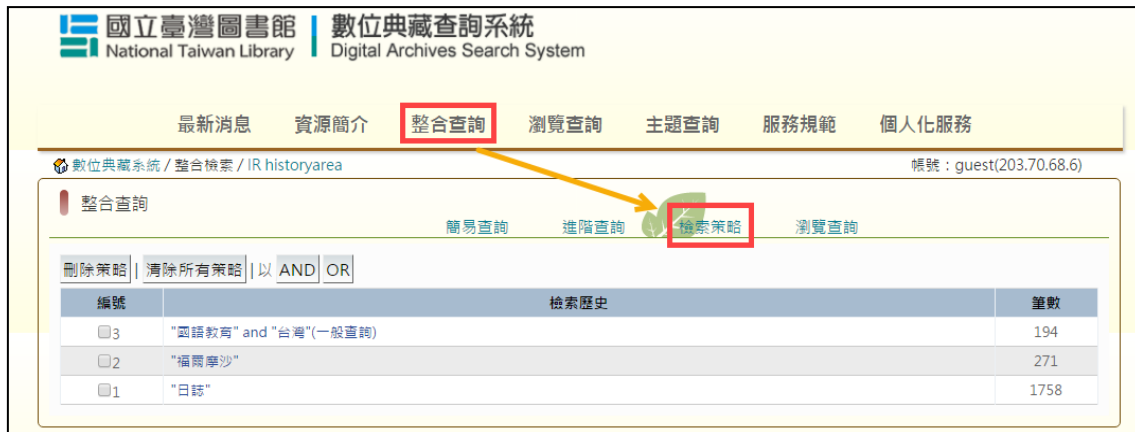 國立臺灣圖書館 數位典藏查詢系統
National Taiwan Library Digital Archives Search System
最新消息 資源簡介 整合查詢 瀏覽查詢 主題查詢 服務規範 個人化服務
數位典藏系統 / 整合檢索 / IR historyarea 帳號：guest(203.70.68.6)
整合查詢
簡易查詢 進階查詢 檢索策略 瀏覽查詢
刪除策略 | 清除所有策略 | 以 AND OR
編號 檢索歷史 筆數
3 "國語教育" and "台灣"(一般查詢) 194
2 "福爾摩沙" 271
1 "日誌" 1758